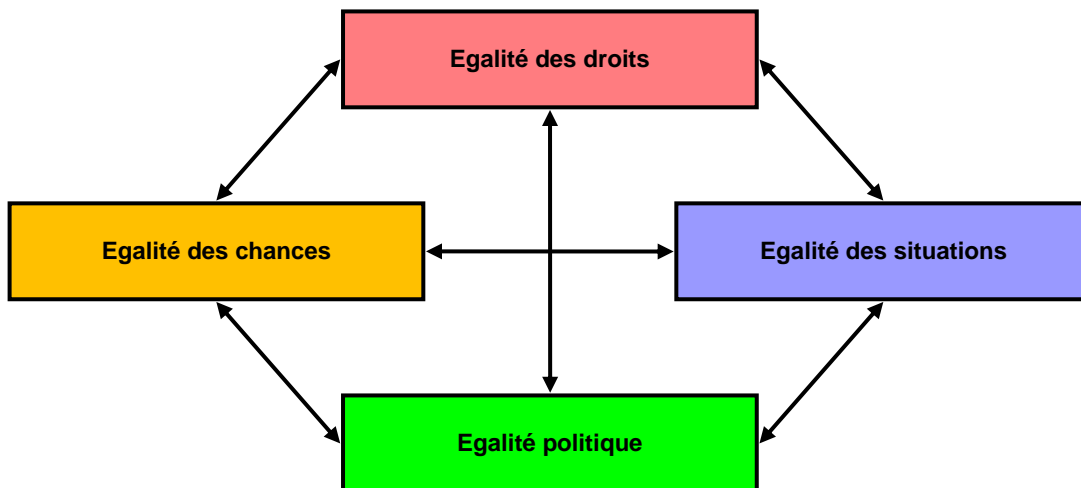 Egalité des droits
Egalité des chances
Egalité des situations
Egalité politique